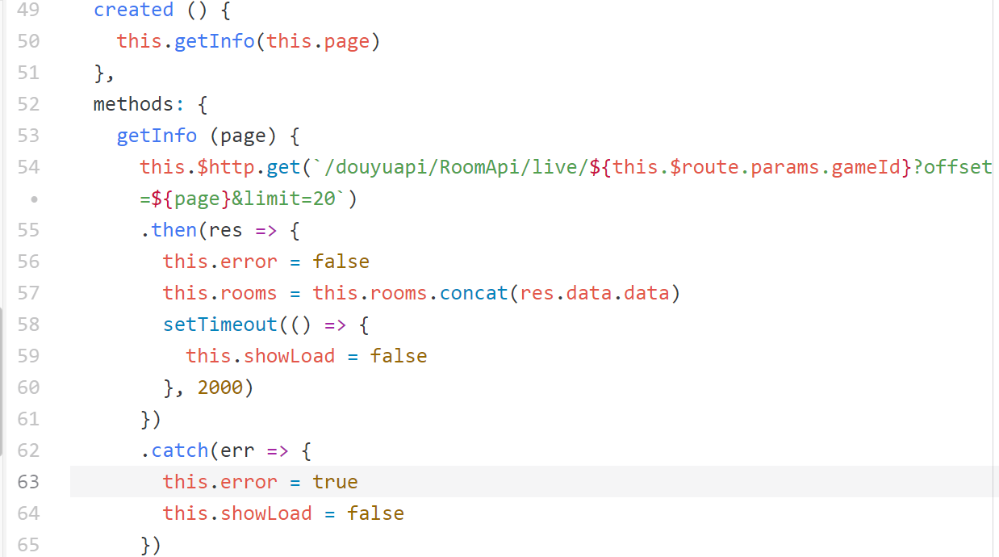 49 created () {
50 this.getInfo(this.page)
51 },
52 methods: {
53 getInfo (page) {
54 this.$http.get(`/douyuapi/RoomApi/live/${this.$route.params.gameId}?offset
• =${page}&limit=20`)
55 .then(res => {
56 this.error = false
57 this.rooms = this.rooms.concat(res.data.data)
58 setTimeout(() => {
59 this.showLoad = false
60 }, 2000)
61 })
62 .catch(err => {
63 this.error = true
64 this.showLoad = false
65 })